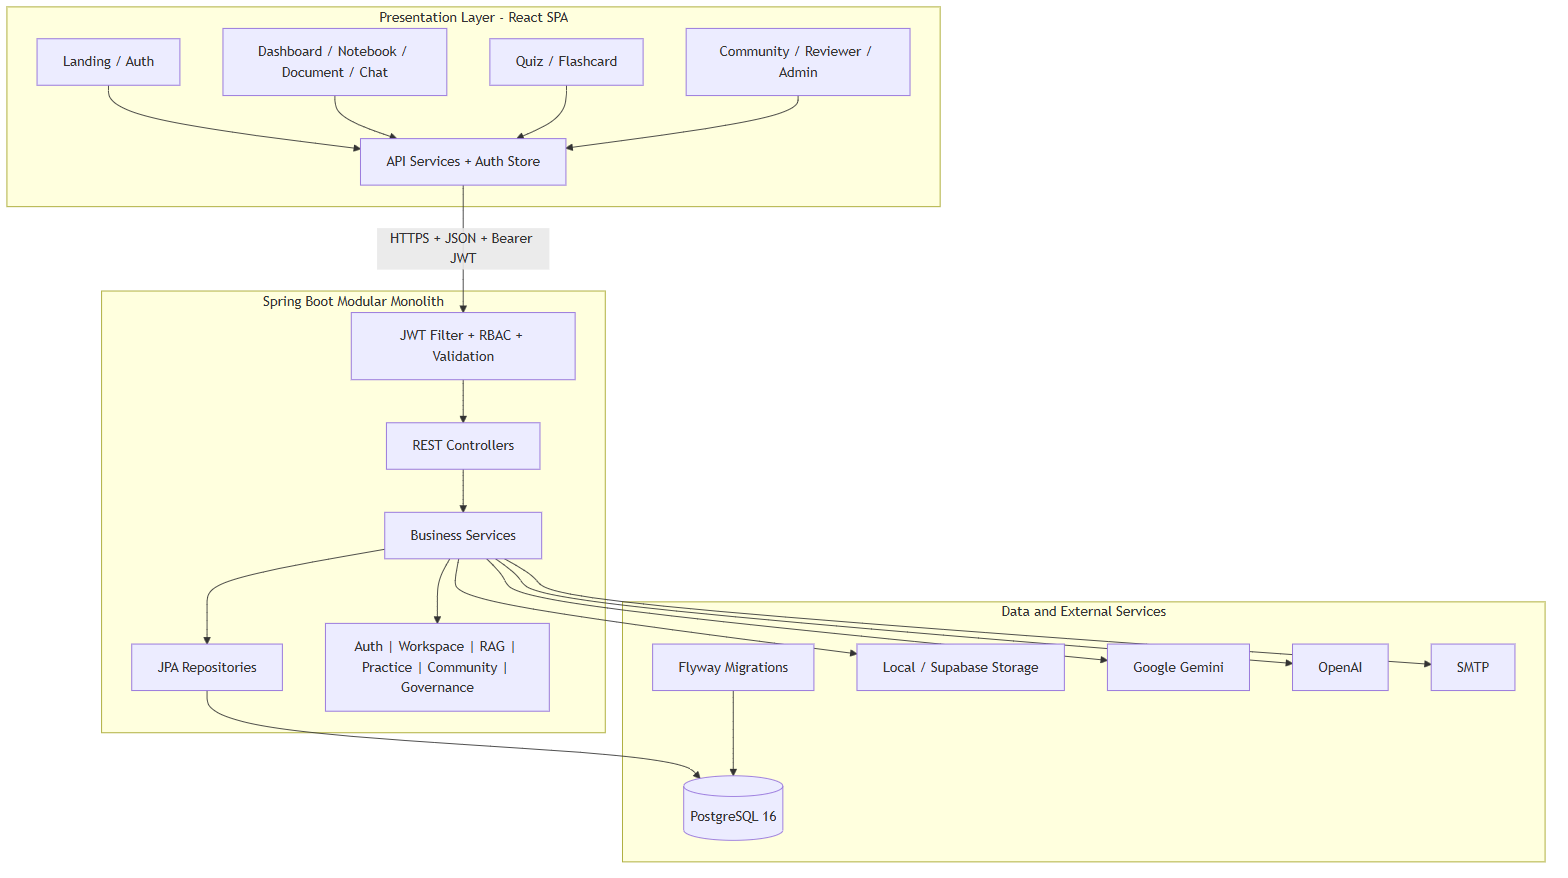 Presentation Layer - React SPA
Landing / Auth
Dashboard / Notebook /
Document / Chat
Quiz / Flashcard
Community / Reviewer /
Admin
API Services + Auth Store
HTTPS + JSON + Bearer
JWT
Spring Boot Modular Monolith
JWT Filter + RBAC +
Validation
REST Controllers
Business Services
JPA Repositories
Auth | Workspace | RAG |
Practice | Community |
Governance
Data and External Services
Flyway Migrations
Local / Supabase Storage
Google Gemini
OpenAI
SMTP
PostgreSQL 16